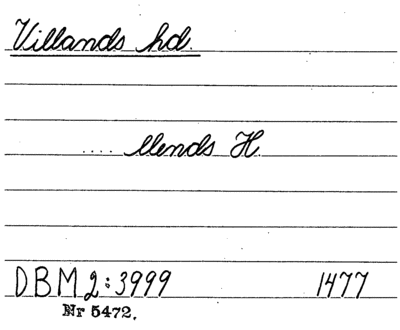 Villands hd.
.... llends H.
DBM 2:3999 1477
Nr 5472.